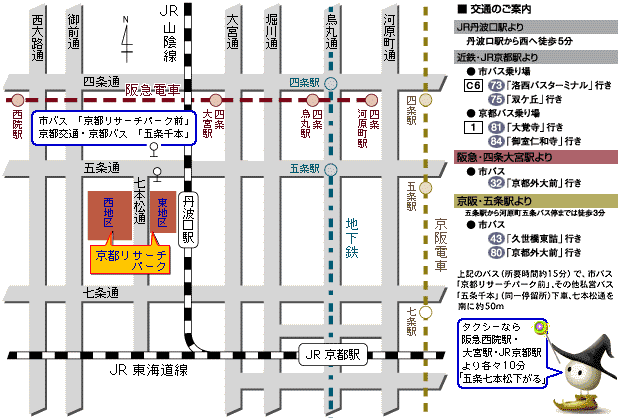 西大路通
御前通
JR山陰線
大宮通
堀川通
烏丸通
河原町通
四条通
阪急電車
四条駅
西院駅
四条大宮駅
四条烏丸駅
河原町駅
四条駅
市バス 「京都リサーチパーク前」
京都交通・京都バス 「五条千本」
五条通
五条駅
七本松通
西地区
東地区
丹波口駅
五条駅
京都リサーチ
パーク
地下鉄
京阪電車
七条通
七条駅
JR 京都駅
JR 東海道線
■ 交通のご案内
JR丹波口駅より
丹波口駅から西へ徒歩5分
近鉄・JR京都駅より
● 市バス乗り場
C6 73「洛西バスターミナル」行き
75「双ケ丘」行き
● 京都バス乗り場
1 81「大覚寺」行き
84「御室仁和寺」行き
阪急・四条大宮駅より
● 市バス
32「京都外大前」行き
京阪・五条駅より
五条駅から河原町五条バス停までは徒歩3分
● 市バス
43「久世橋東詰」行き
80「京都外大前」行き
上記のバス(所要時間約15分)で、市バス
「京都リサーチパーク前」、その他私営バス
「五条千本」(同一停留所)下車、七本松通を
南に約50m
タクシーなら
阪急西院駅・
大宮駅・JR京都駅
より各々10分
「五条七本松下がる」